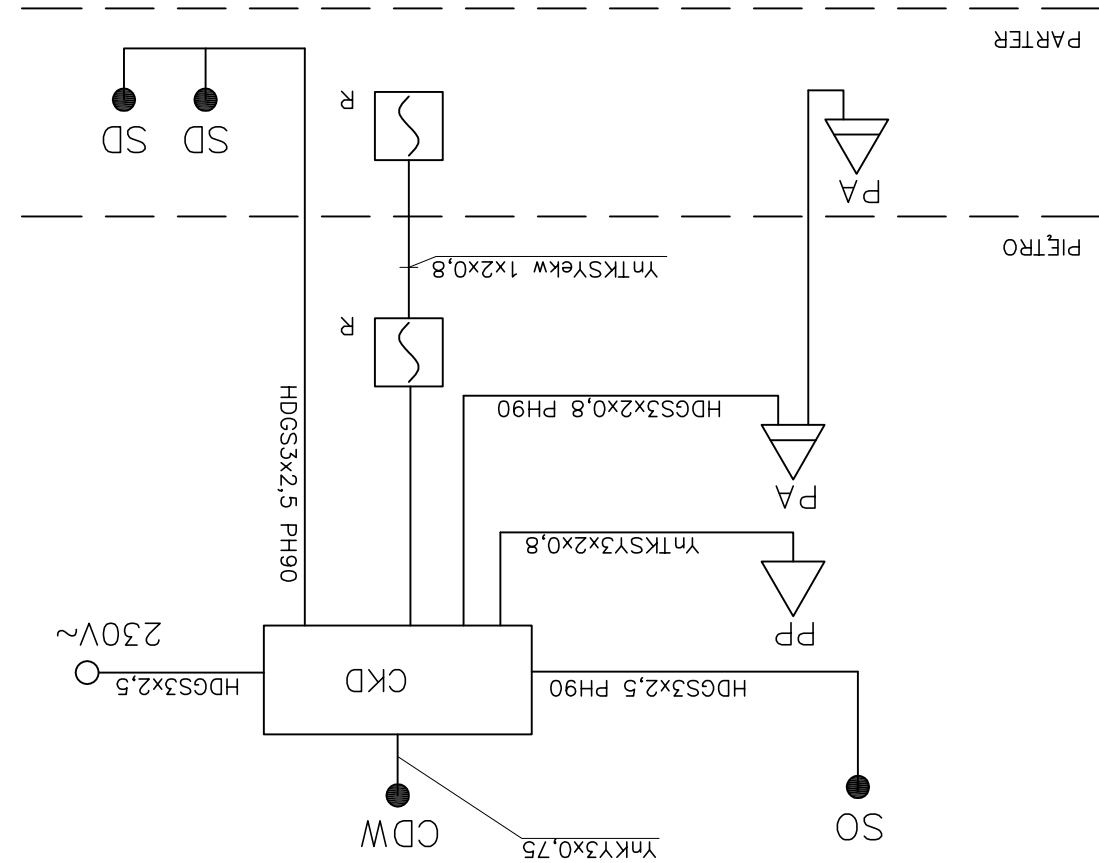 YnKY3x0,75
SO
CDW
HDGS3x2,5 PH90
CKD
HDGS3x2,5
230V~
PP
YnTKSY3x2x0,8
HDGS3x2,5 PH90
PA
HDGS3x2x0,8 PH90
R
YnTKSYekw 1x2x0,8
PIĘTRO
PA
SD
SD
R
PARTER